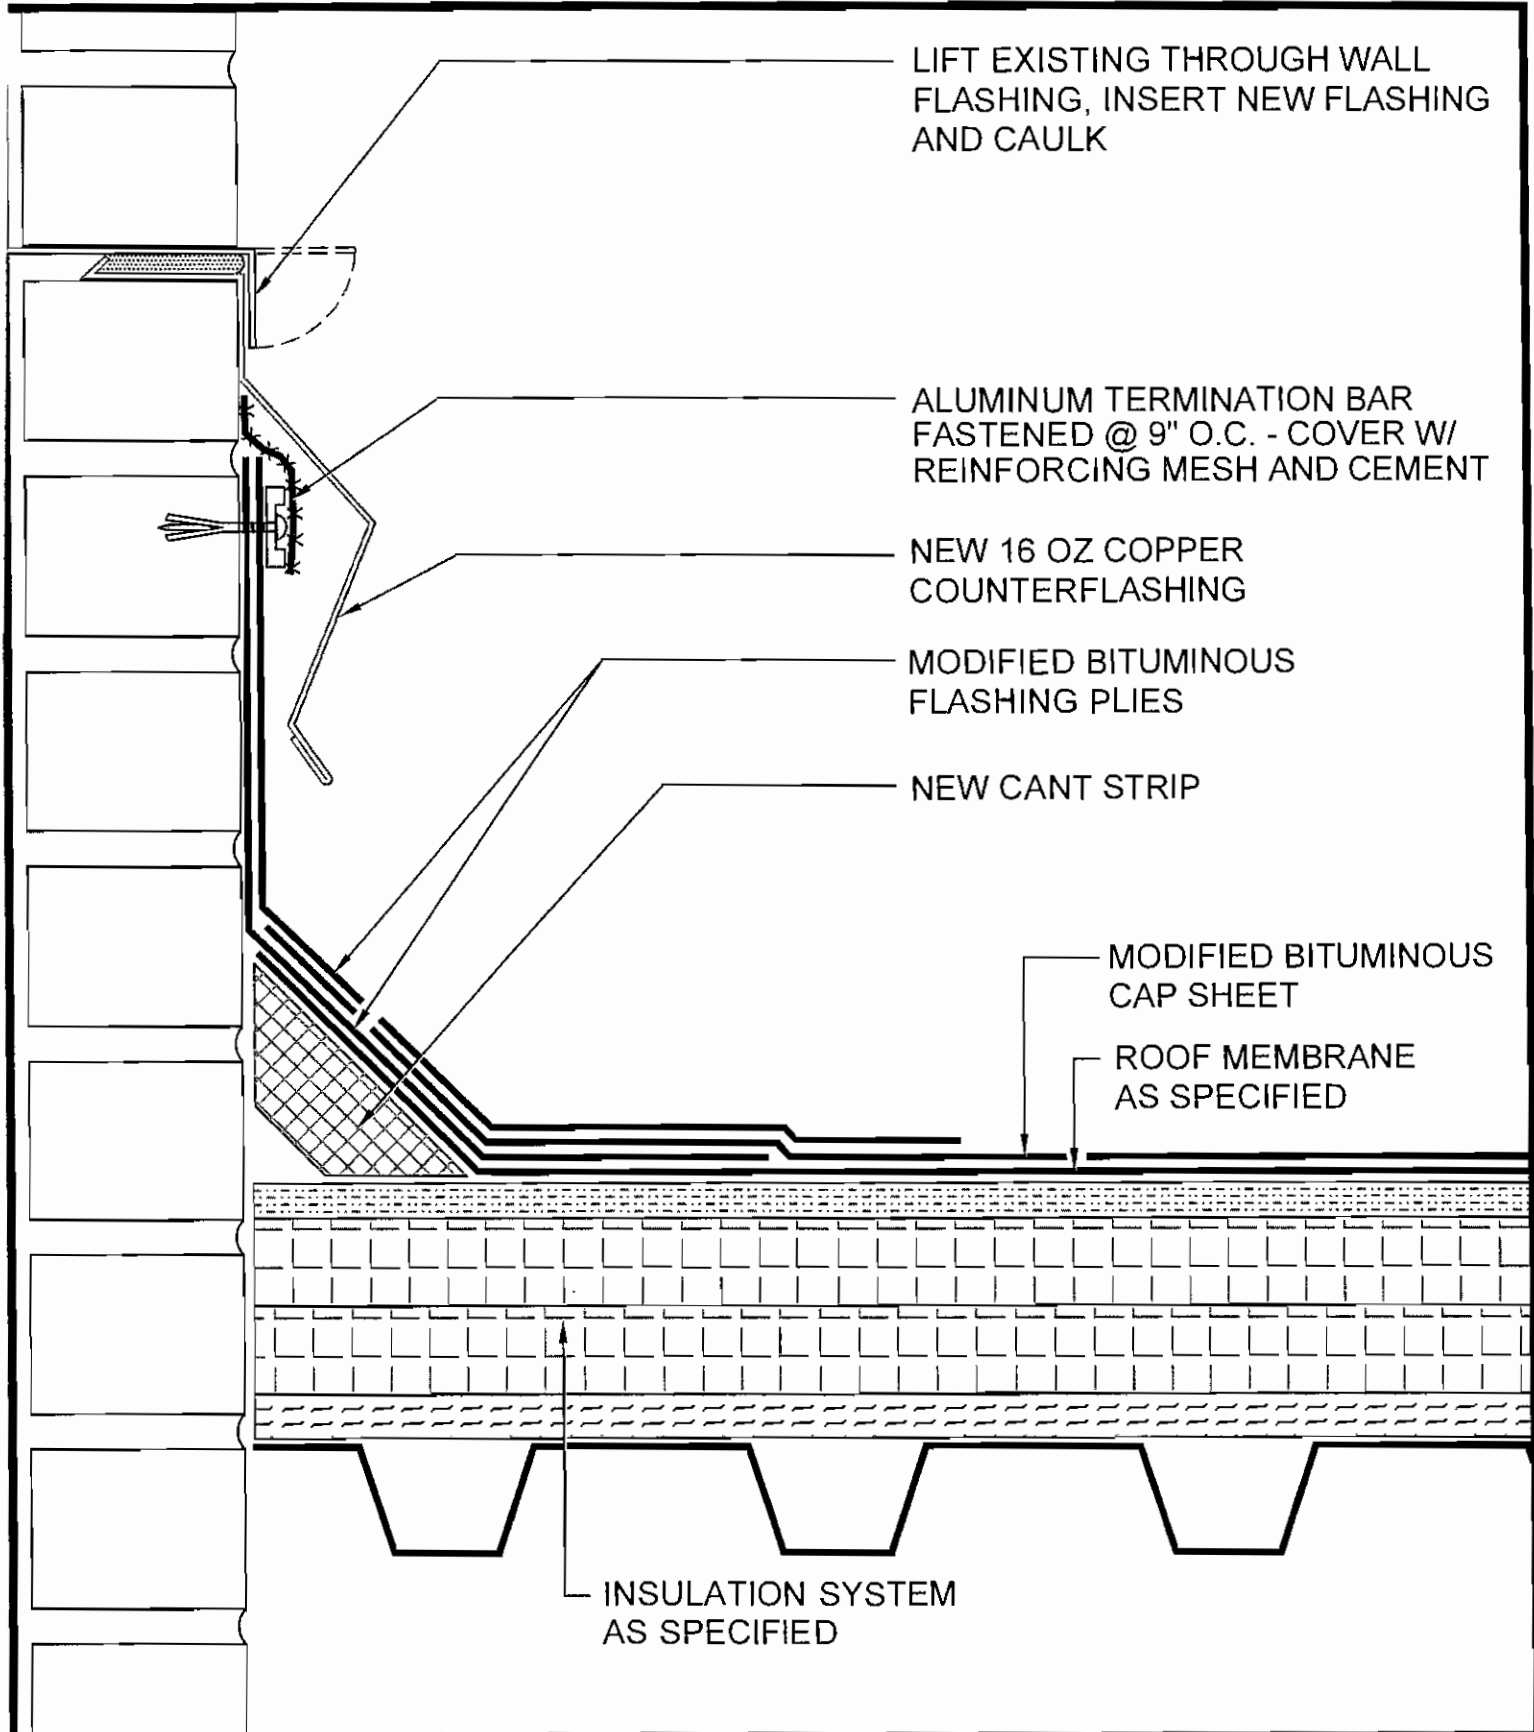 LIFT EXISTING THROUGH WALL
FLASHING, INSERT NEW FLASHING
AND CAULK
ALUMINUM TERMINATION BAR
FASTENED @ 9" O.C. - COVER W/
REINFORCING MESH AND CEMENT
NEW 16 OZ COPPER
COUNTERFLASHING
MODIFIED BITUMINOUS
FLASHING PLIES
NEW CANT STRIP
MODIFIED BITUMINOUS
CAP SHEET
ROOF MEMBRANE
AS SPECIFIED
INSULATION SYSTEM
AS SPECIFIED